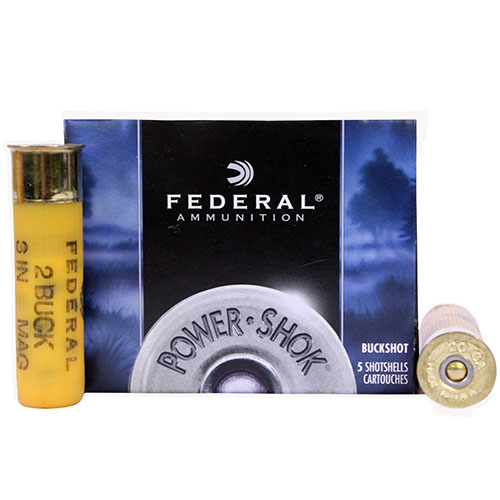 FEDERAL®
AMMUNITION
POWER·SHOK®
BUCKSHOT
5 SHOTSHELLS
CARTOUCHES
FEDERAL
2 BUCK
3 IN MAG
20 GA